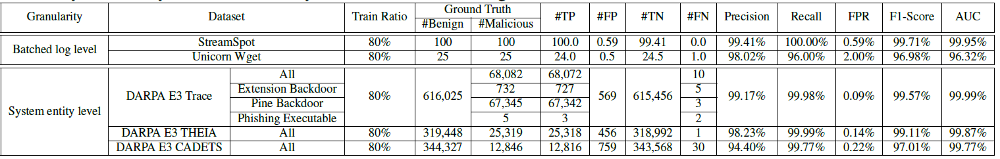 Granularity Dataset Train Ratio Ground Truth #TP #FP #TN #FN Precision Recall FPR F1-Score AUC
#Benign #Malicious
Batched log level StreamSpot 80% 100 100 100.0 0.59 99.41 0.0 99.41% 100.00% 0.59% 99.71% 99.95%
Unicorn Wget 80% 25 25 24.0 0.5 24.5 1.0 98.02% 96.00% 2.00% 96.98% 96.32%
System entity level DARPA E3 Trace All 80% 616,025 68,082 68,072 569 615,456 10 99.17% 99.98% 0.09% 99.57% 99.99%
Extension Backdoor 732 727 5
Pine Backdoor 67,345 67,342 3
Phishing Executable 5 3 2
DARPA E3 THEIA All 80% 319,448 25,319 25,318 456 318,992 1 98.23% 99.99% 0.14% 99.11% 99.87%
DARPA E3 CADETS All 80% 344,327 12,846 12,816 759 343,568 30 94.40% 99.77% 0.22% 97.01% 99.77%